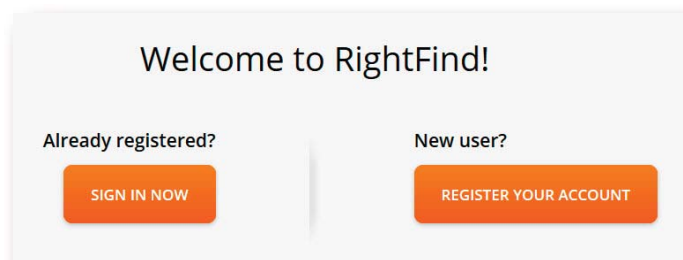 Welcome to RightFind!
Already registered?
SIGN IN NOW
New user?
REGISTER YOUR ACCOUNT